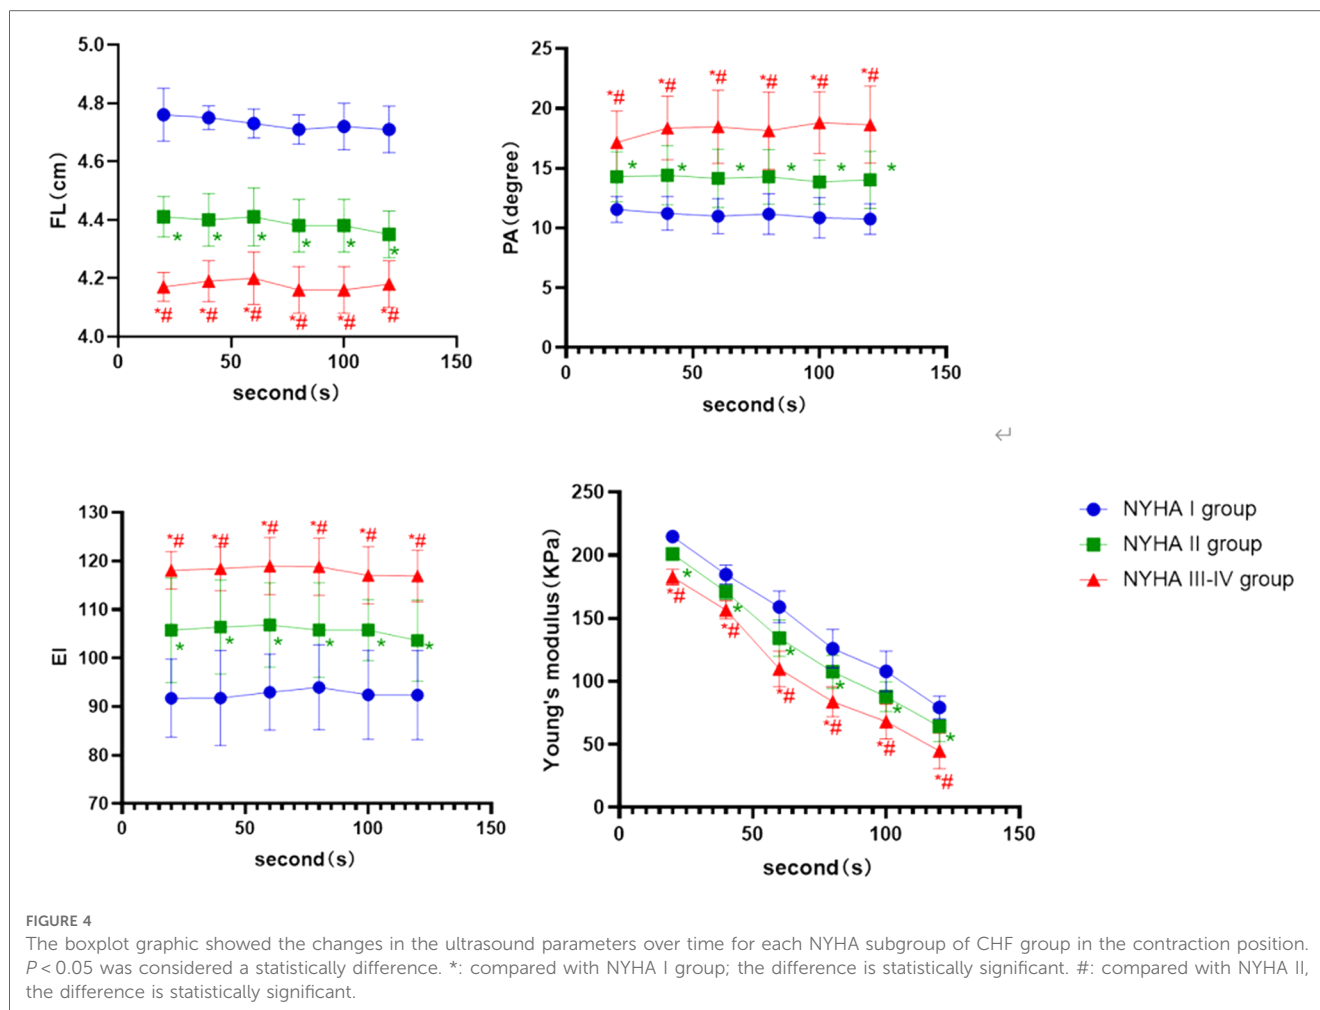 5.0
4.8
4.6
4.4
4.2
4.0
FL(cm)
* * * * * *
*# *# *# *# *# *#
0 50 100 150
second(s)
25
20
15
10
5
0
PA(degree)
*# *# *# *# *# *#
* * * * * *
0 50 100 150
second(s)
↵
130
120
110
100
90
80
70
EI
*# *# *# *# *# *#
* * * * * *
0 50 100 150
second(s)
250
200
150
100
50
0
Young's modulus(KPa)
* * * * * *
*# *# *# *# *# *#
0 50 100 150
second(s)
NYHA I group
NYHA II group
NYHA III-IV group
FIGURE 4
The boxplot graphic showed the changes in the ultrasound parameters over time for each NYHA subgroup of CHF group in the contraction position.
P < 0.05 was considered a statistically difference. *: compared with NYHA I group; the difference is statistically significant. #: compared with NYHA II,
the difference is statistically significant.